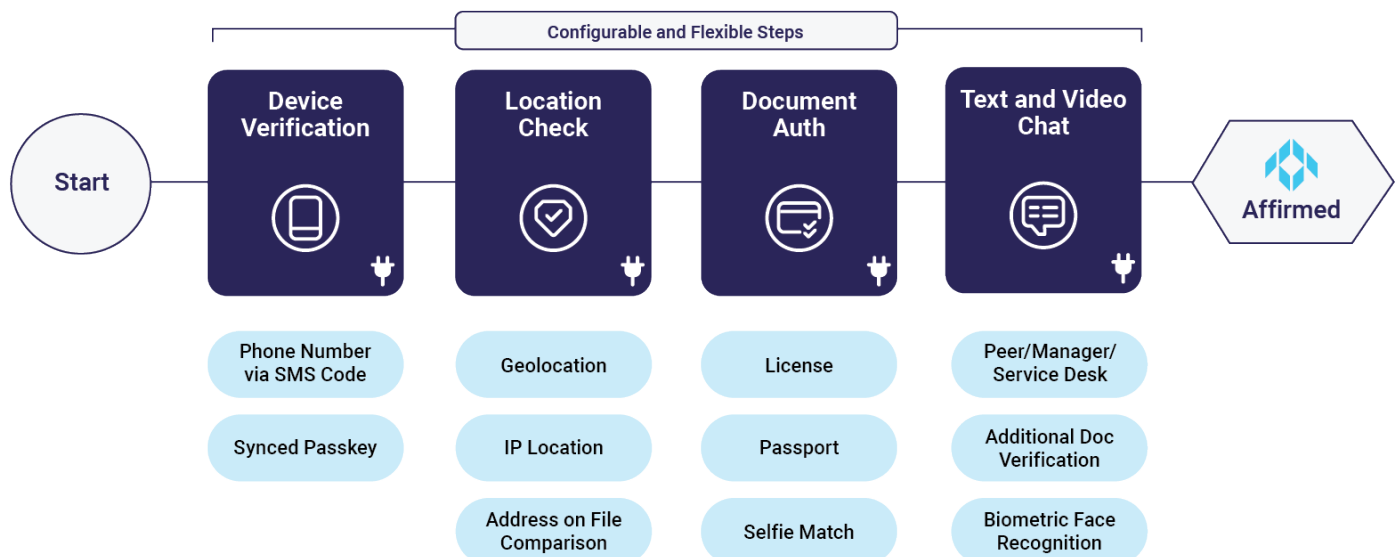 Configurable and Flexible Steps
Start
Device
Verification
Location
Check
Document
Auth
Text and Video
Chat
Affirmed
Phone Number
via SMS Code
Synced Passkey
Geolocation
IP Location
Address on File
Comparison
License
Passport
Selfie Match
Peer/Manager/
Service Desk
Additional Doc
Verification
Biometric Face
Recognition